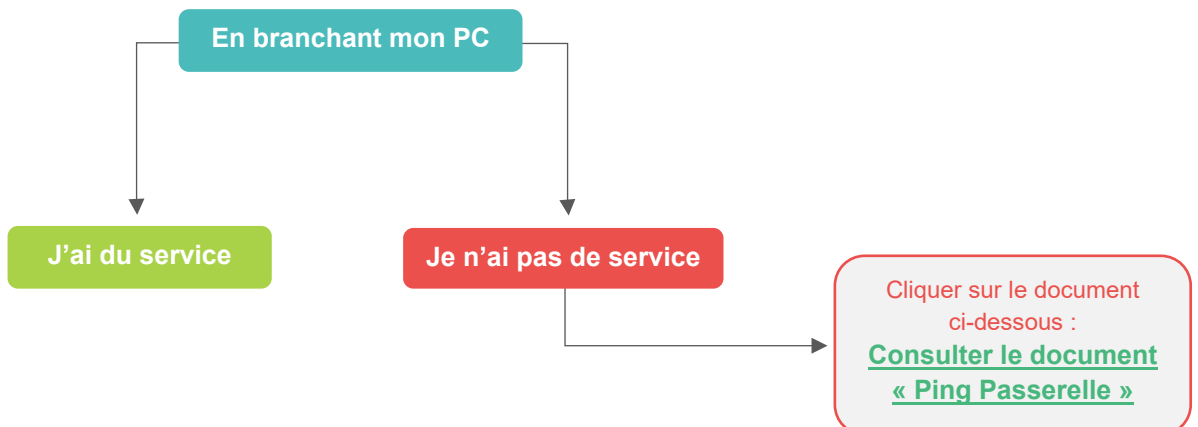 En branchant mon PC
J’ai du service
Je n’ai pas de service
Cliquer sur le document
ci-dessous :
Consulter le document
« Ping Passerelle »